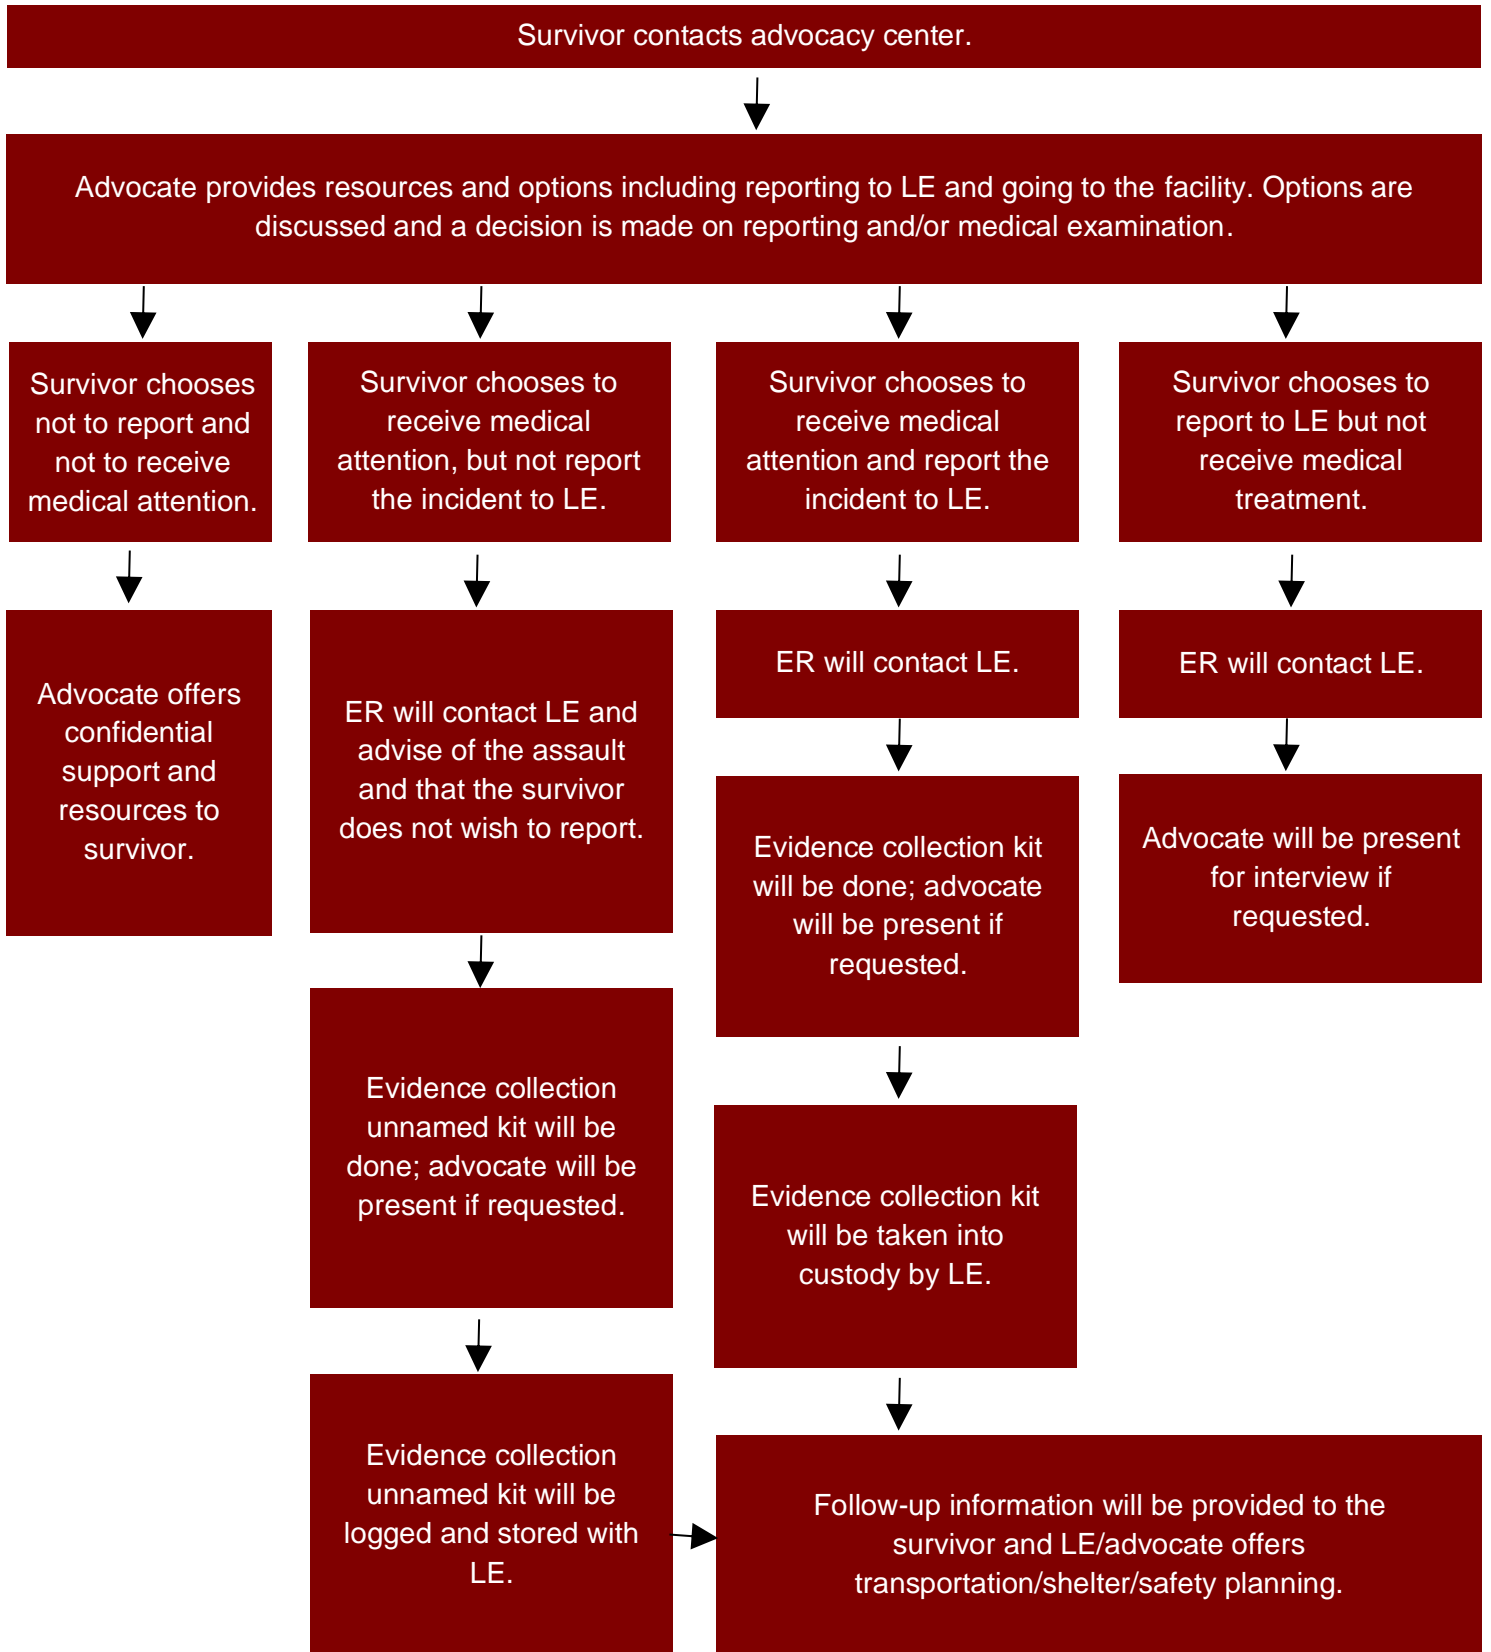 Survivor contacts advocacy center.
Advocate provides resources and options including reporting to LE and going to the facility. Options are
discussed and a decision is made on reporting and/or medical examination.
Survivor chooses
not to report and
not to receive
medical attention.
Survivor chooses to
receive medical
attention, but not report
the incident to LE.
Survivor chooses to
receive medical
attention and report the
incident to LE.
Survivor chooses to
report to LE but not
receive medical
treatment.
Advocate offers
confidential
support and
resources to
survivor.
ER will contact LE and
advise of the assault
and that the survivor
does not wish to report.
ER will contact LE.
ER will contact LE.
Evidence collection kit
will be done; advocate
will be present if
requested.
Advocate will be present
for interview if
requested.
Evidence collection
unnamed kit will be
done; advocate will be
present if requested.
Evidence collection kit
will be taken into
custody by LE.
Evidence collection
unnamed kit will be
logged and stored with
LE.
Follow-up information will be provided to the
survivor and LE/advocate offers
transportation/shelter/safety planning.